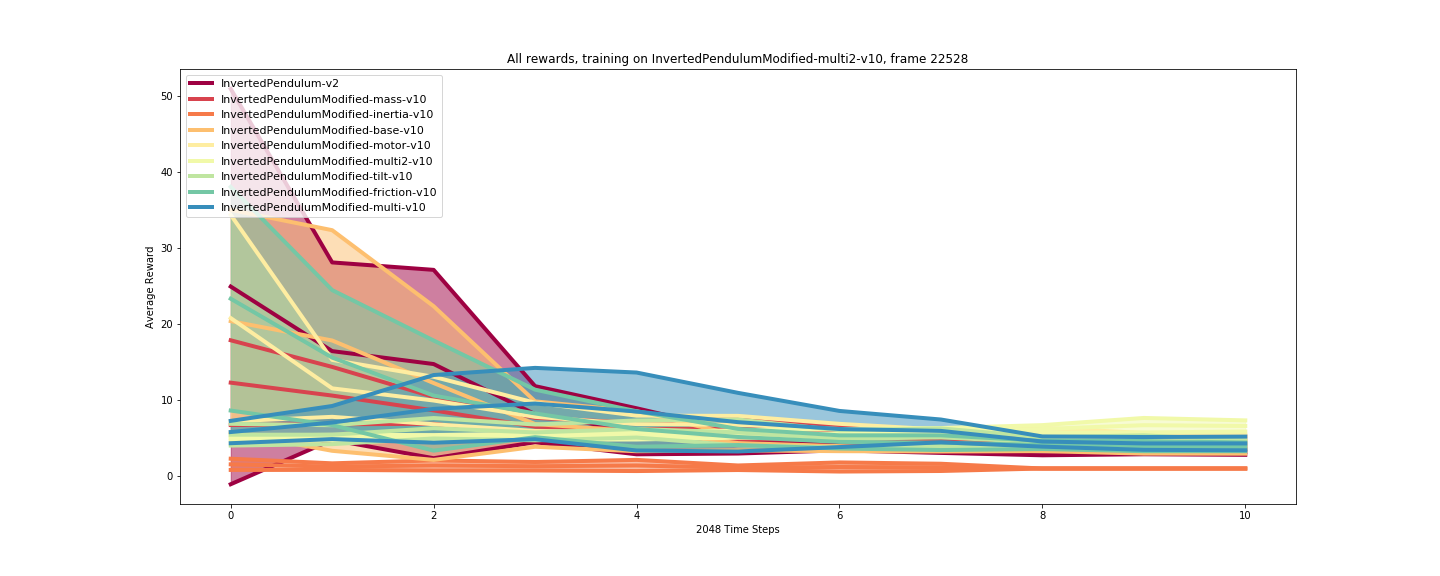 All rewards, training on InvertedPendulumModified-multi2-v10, frame 22528
InvertedPendulum-v2
InvertedPendulumModified-mass-v10
InvertedPendulumModified-inertia-v10
InvertedPendulumModified-base-v10
InvertedPendulumModified-motor-v10
InvertedPendulumModified-multi2-v10
InvertedPendulumModified-tilt-v10
InvertedPendulumModified-friction-v10
InvertedPendulumModified-multi-v10
Average Reward
50
40
30
20
10
0
0 2 4 6 8 10
2048 Time Steps